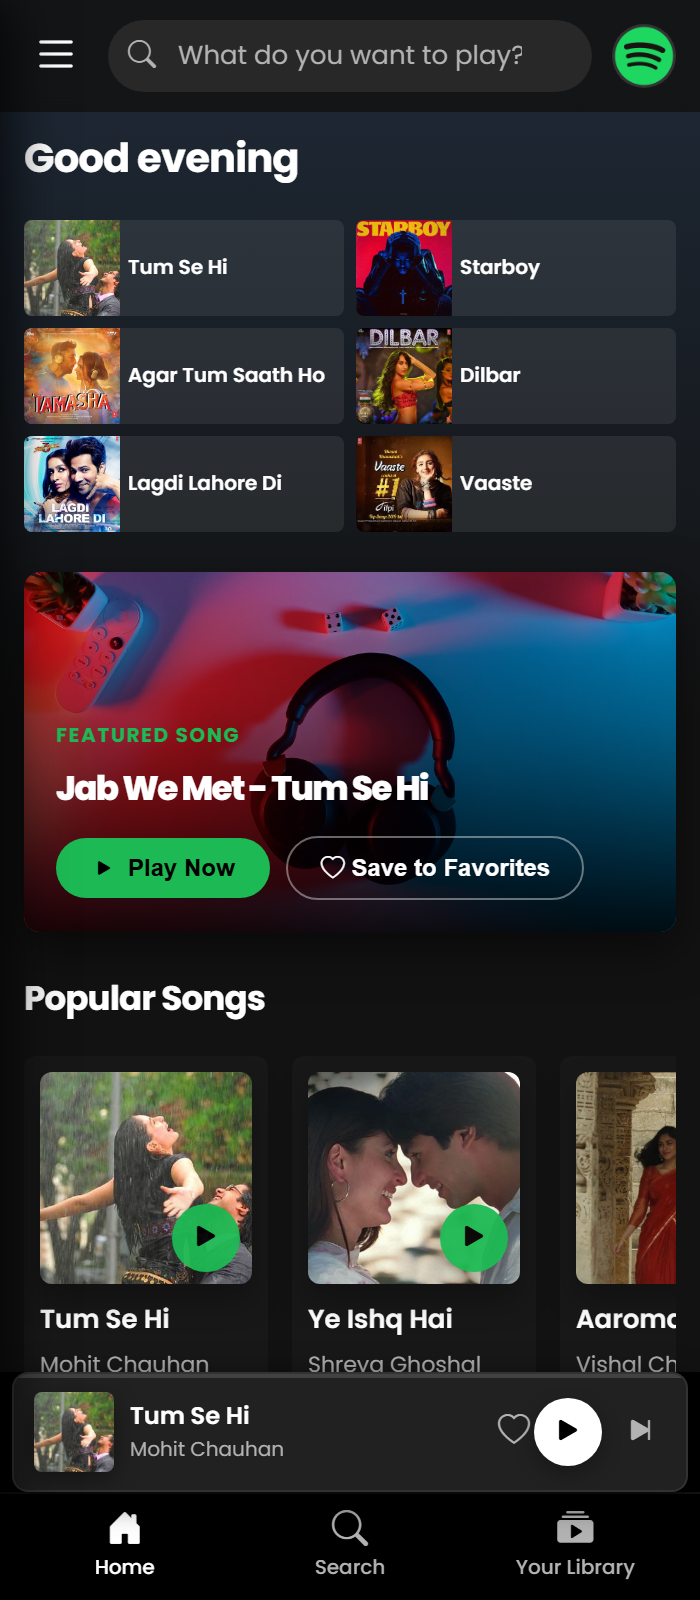 What do you want to play?
Good evening
Tum Se Hi
STARBOY
Starboy
TAMASHA
Agar Tum Saath Ho
DILBAR
Dilbar
LAGDI
LAHORE DI
Lagdi Lahore Di
Vaaste
#1
ifpi
Vaaste
FEATURED SONG
Jab We Met - Tum Se Hi
Play Now
Save to Favorites
Popular Songs
Tum Se Hi
Ye Ishq Hai
Mohit Chauhan
Shreya Ghoshal
Tum Se Hi
Mohit Chauhan
Home
Search
Your Library